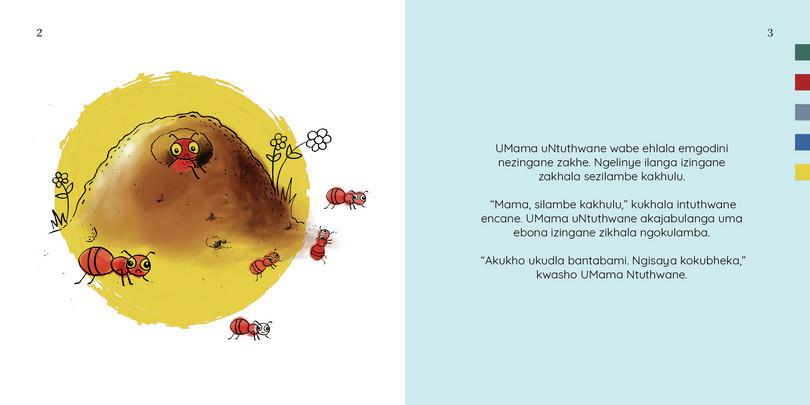 2
3
UMama uNtuthwane wabe ehlala emgodini
nezingane zakhe. Ngelinye ilanga izingane
zakhala sezilambe kakhulu.
“Mama, silambe kakhulu,” kukhala intuthwane
encane. UMama uNtuthwane akajabulanga uma
ebona izingane zikhala ngokulamba.
“Akukho ukudla bantabami. Ngisaya kokubheka,”
kwasho UMama Ntuthwane.